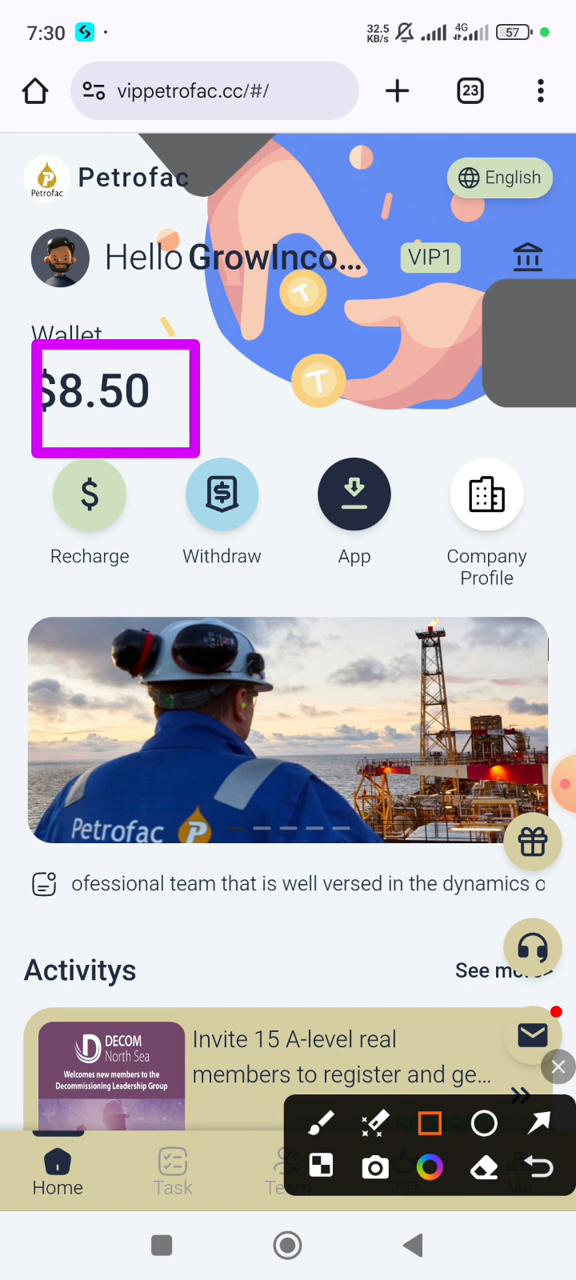 7:30
32.5
KB/s
4G
57
vippetrofac.cc/#/
23
Petrofac
Petrofac
English
Hello GrowInco...
VIP1
Wallet
$8.50
Recharge
Withdraw
App
Company
Profile
Petrofac
ofessional team that is well versed in the dynamics o
Activitys
See more>
DECOM
North Sea
Welcomes new members to the
Decommissioning Leadership Group
Invite 15 A-level real
members to register and ge...
Home
Task